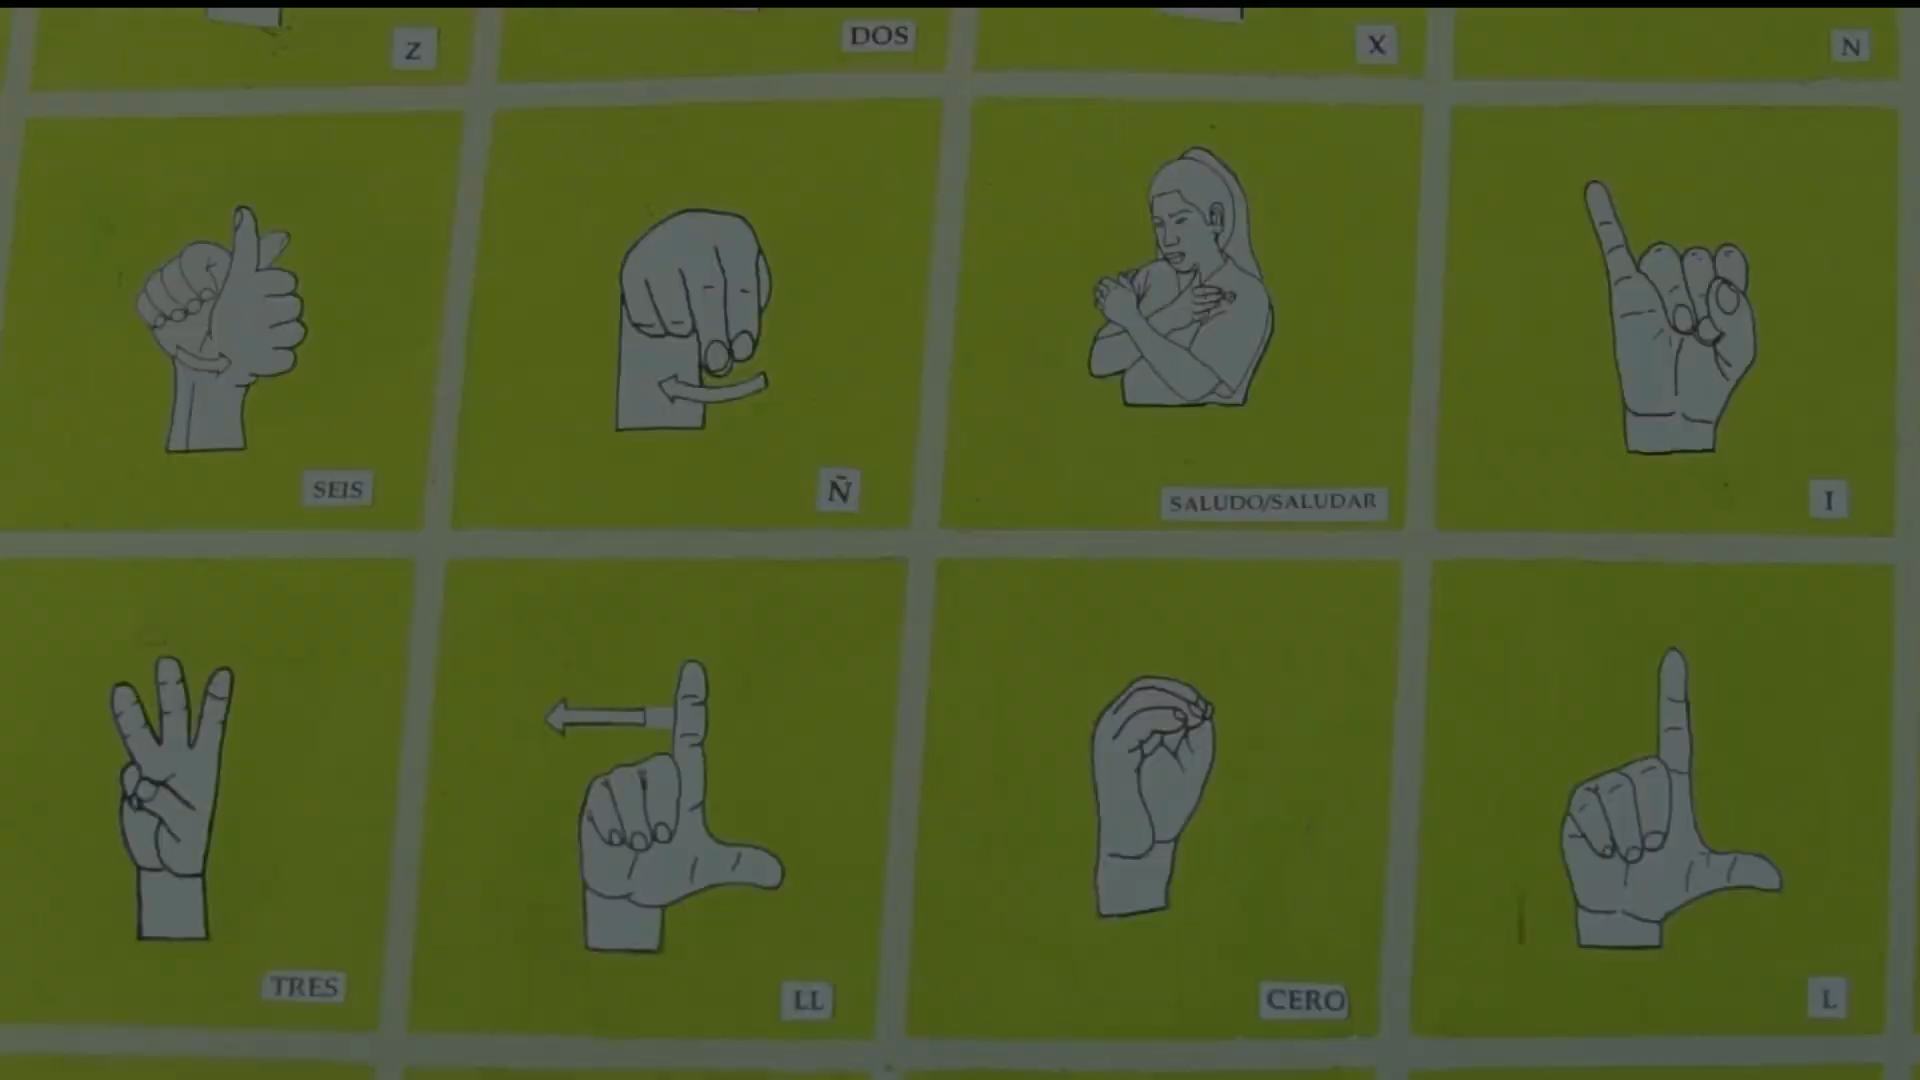 Z
DOS
X
N
SEIS
Ñ
SALUDO/SALUDAR
I
TRES
LL
CERO
L